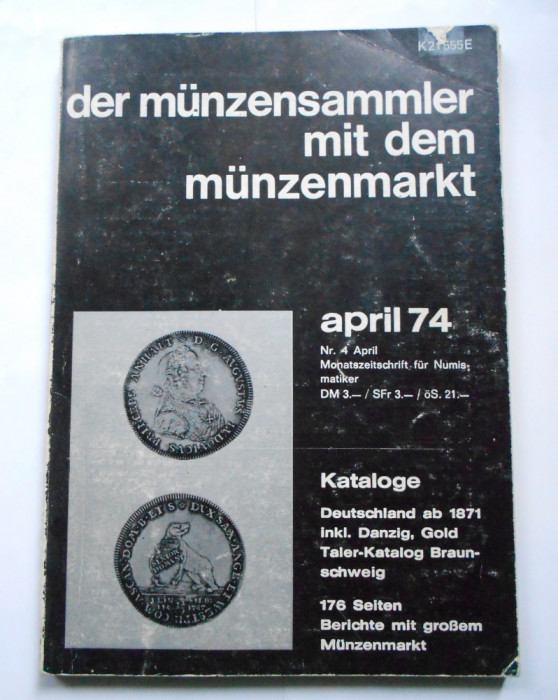 K 21555 E
der münzensammler
mit dem
münzenmarkt
april 74
Nr. 4 April
Monatszeitschrift für Numis-
matiker
DM 3.— / SFr 3.— / öS. 21.—
Kataloge
Deutschland ab 1871
inkl. Danzig, Gold
Taler-Katalog Braun-
schweig
176 Seiten
Berichte mit großem
Münzenmarkt